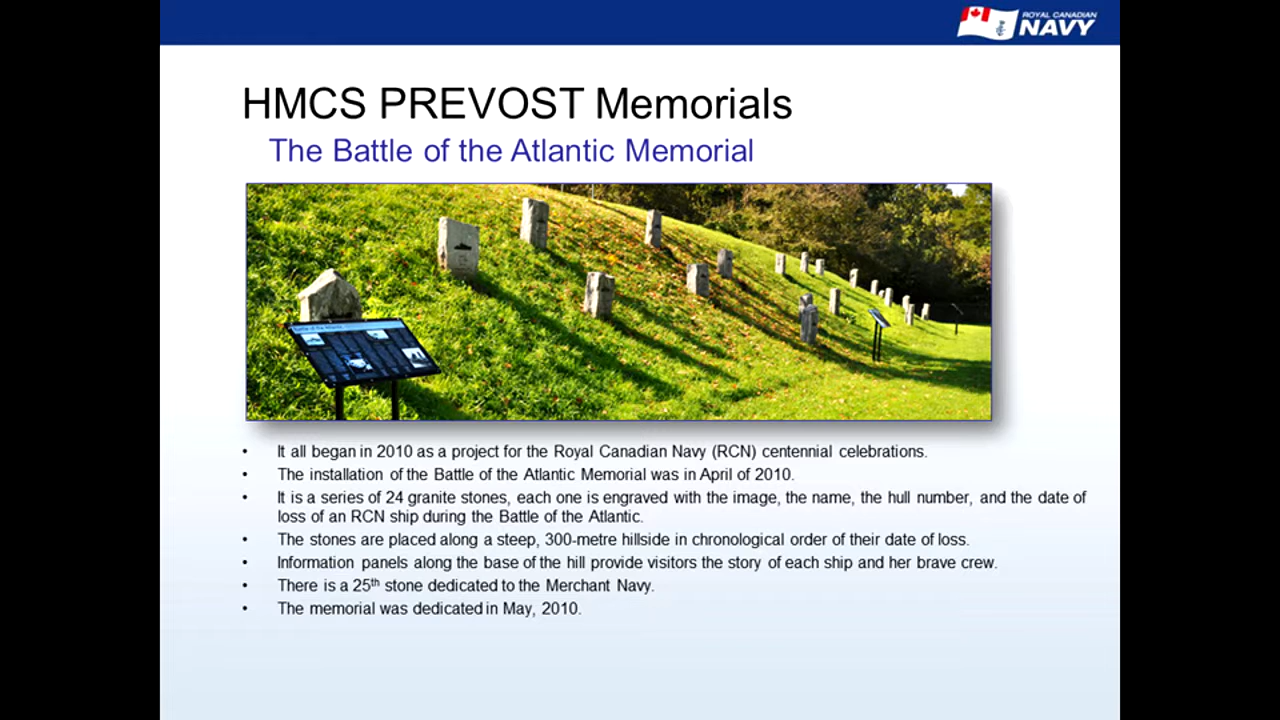 ROYAL CANADIAN
NAVY
HMCS PREVOST Memorials
The Battle of the Atlantic Memorial
Battle of the Atlantic
• It all began in 2010 as a project for the Royal Canadian Navy (RCN) centennial celebrations.
• The installation of the Battle of the Atlantic Memorial was in April of 2010.
• It is a series of 24 granite stones, each one is engraved with the image, the name, the hull number, and the date of
loss of an RCN ship during the Battle of the Atlantic.
• The stones are placed along a steep, 300-metre hillside in chronological order of their date of loss.
• Information panels along the base of the hill provide visitors the story of each ship and her brave crew.
• There is a 25th stone dedicated to the Merchant Navy.
• The memorial was dedicated in May, 2010.